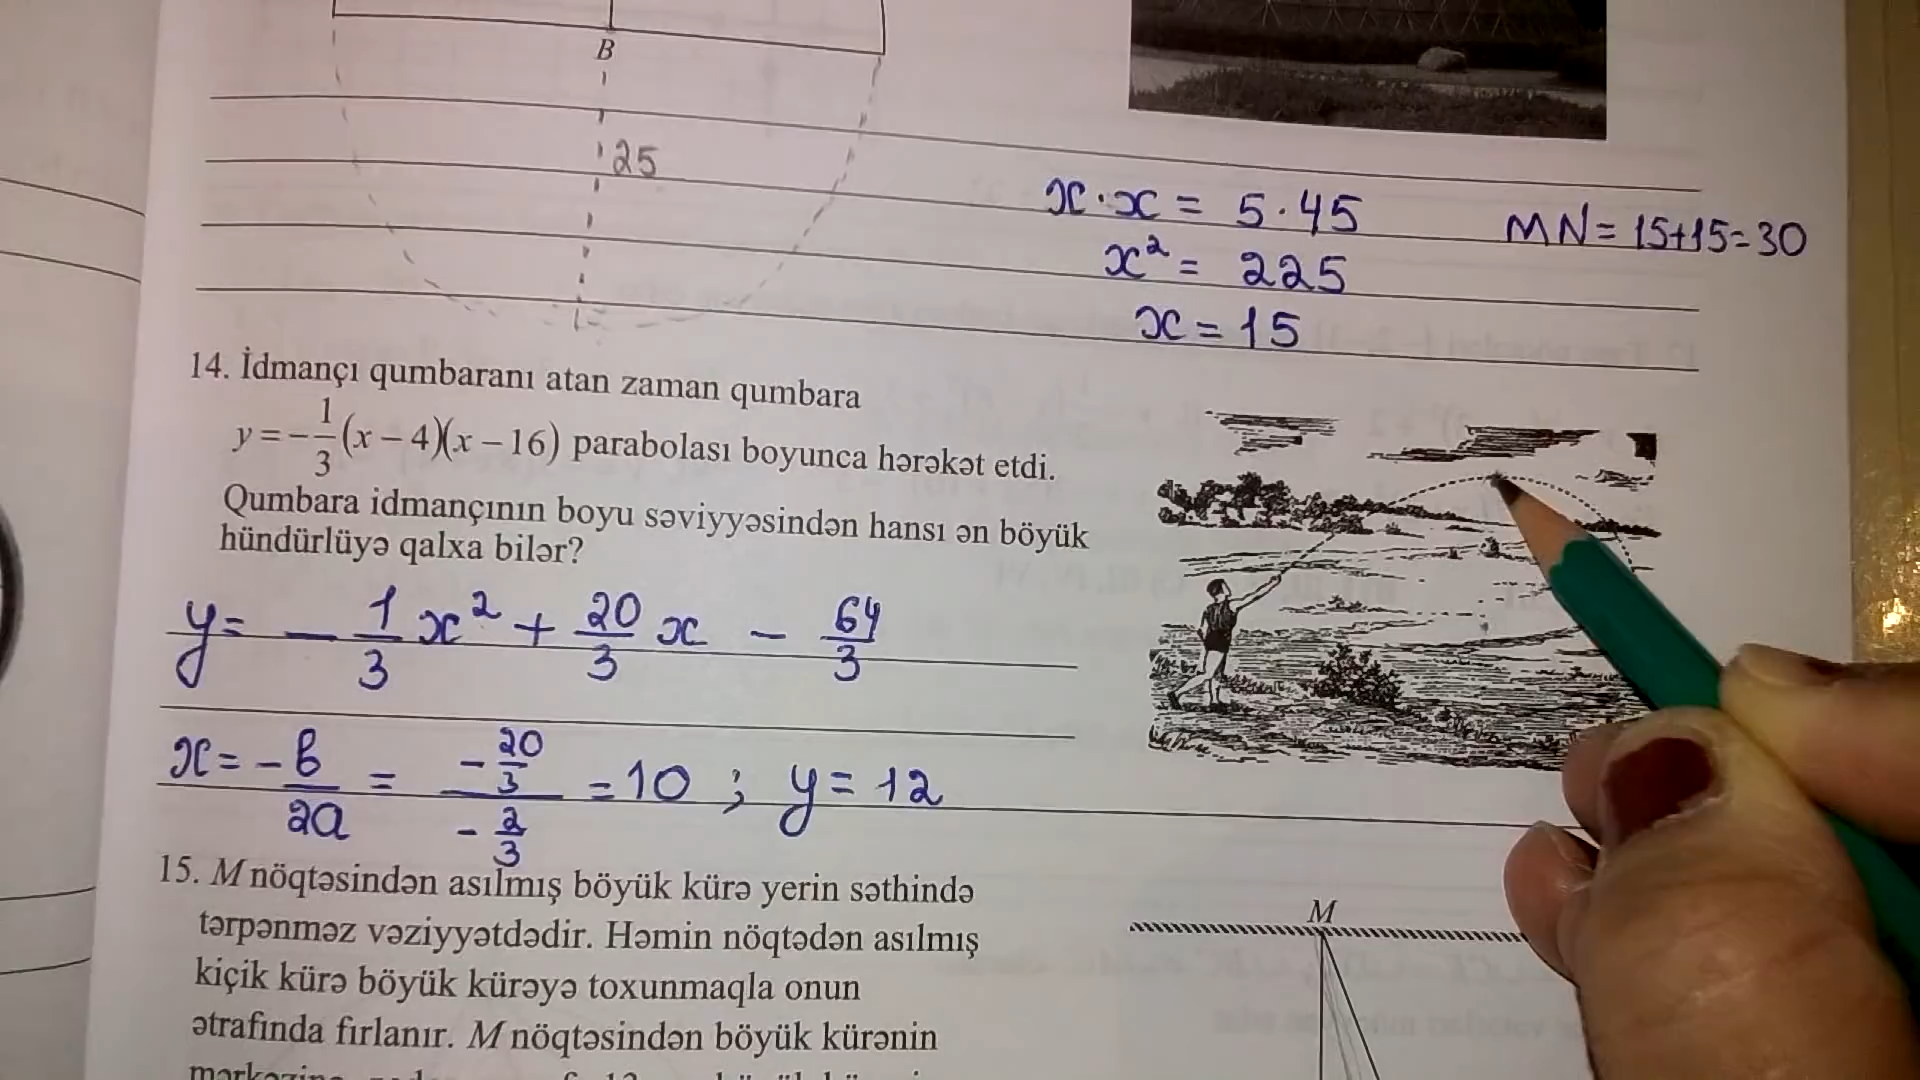 B
25
x · x = 5 · 45
MN = 15+15=30
x² = 225
x = 15
14. İdmançı qumbaranı atan zaman qumbara
y = -1/3(x - 4)(x - 16) parabolası boyunca hərəkət etdi.
Qumbara idmançının boyu səviyyəsindən hansı ən böyük
hündürlüyə qalxa bilər?
y = - 1/3 x² + 20/3 x - 64/3
x = - b/2a = (- 20/3)/(- 2/3) = 10 ; y = 12
15. M nöqtəsindən asılmış böyük kürə yerin səthində
tərpənməz vəziyyətdədir. Həmin nöqtədən asılmış
kiçik kürə böyük kürəyə toxunmaqla onun
ətrafında fırlanır. M nöqtəsindən böyük kürənin
M